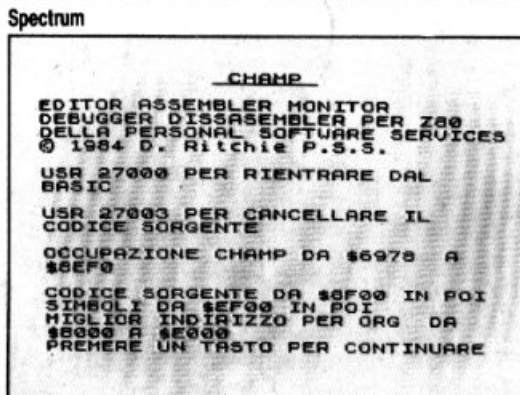 Spectrum
CHAMP
EDITOR ASSEMBLER MONITOR
DEBUGGER DISSASEMBLER PER Z80
DELLA PERSONAL SOFTWARE SERVICES
© 1984 D. Ritchie P.S.S.
USR 27000 PER RIENTRARE DAL
BASIC
USR 27003 PER CANCELLARE IL
CODICE SORGENTE
OCCUPAZIONE CHAMP DA $6978 A
$8EF0
CODICE SORGENTE DA $8F00 IN POI
SIMBOLI DA $EF00 IN POI
MIGLIOR INDIRIZZO PER ORG DA
$8000 A $E000
PREMERE UN TASTO PER CONTINUARE